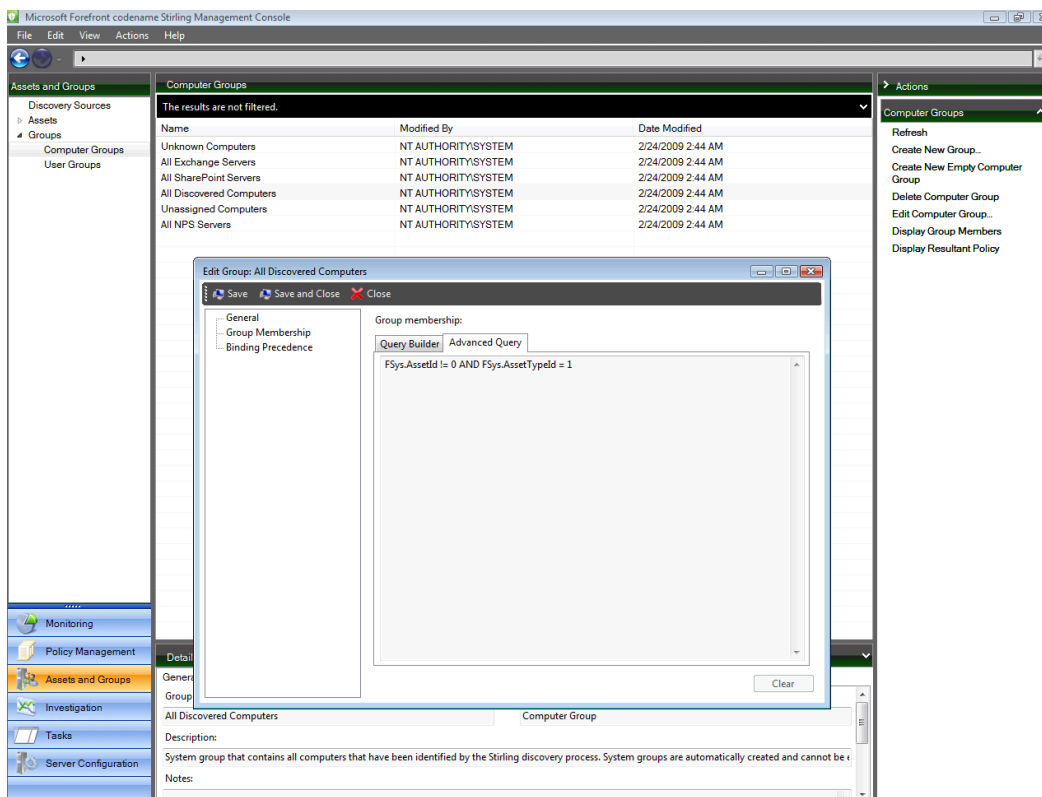 Microsoft Forefront codename Stirling Management Console
File Edit View Actions Help
Assets and Groups
Discovery Sources
Assets
Groups
Computer Groups
User Groups
Computer Groups
The results are not filtered.
Name Modified By Date Modified
Unknown Computers NT AUTHORITY\SYSTEM 2/24/2009 2:44 AM
All Exchange Servers NT AUTHORITY\SYSTEM 2/24/2009 2:44 AM
All SharePoint Servers NT AUTHORITY\SYSTEM 2/24/2009 2:44 AM
All Discovered Computers NT AUTHORITY\SYSTEM 2/24/2009 2:44 AM
Unassigned Computers NT AUTHORITY\SYSTEM 2/24/2009 2:44 AM
All NPS Servers NT AUTHORITY\SYSTEM 2/24/2009 2:44 AM
Edit Group: All Discovered Computers
Save Save and Close Close
General
Group Membership
Binding Precedence
Group membership:
Query Builder Advanced Query
FSys.AssetId != 0 AND FSys.AssetTypeId = 1
Clear
Monitoring
Policy Management
Assets and Groups
Investigation
Tasks
Server Configuration
Detail
Genera
Group
All Discovered Computers Computer Group
Description:
System group that contains all computers that have been identified by the Stirling discovery process. System groups are automatically created and cannot be
Notes:
Actions
Computer Groups
Refresh
Create New Group...
Create New Empty Computer
Group
Delete Computer Group
Edit Computer Group...
Display Group Members
Display Resultant Policy